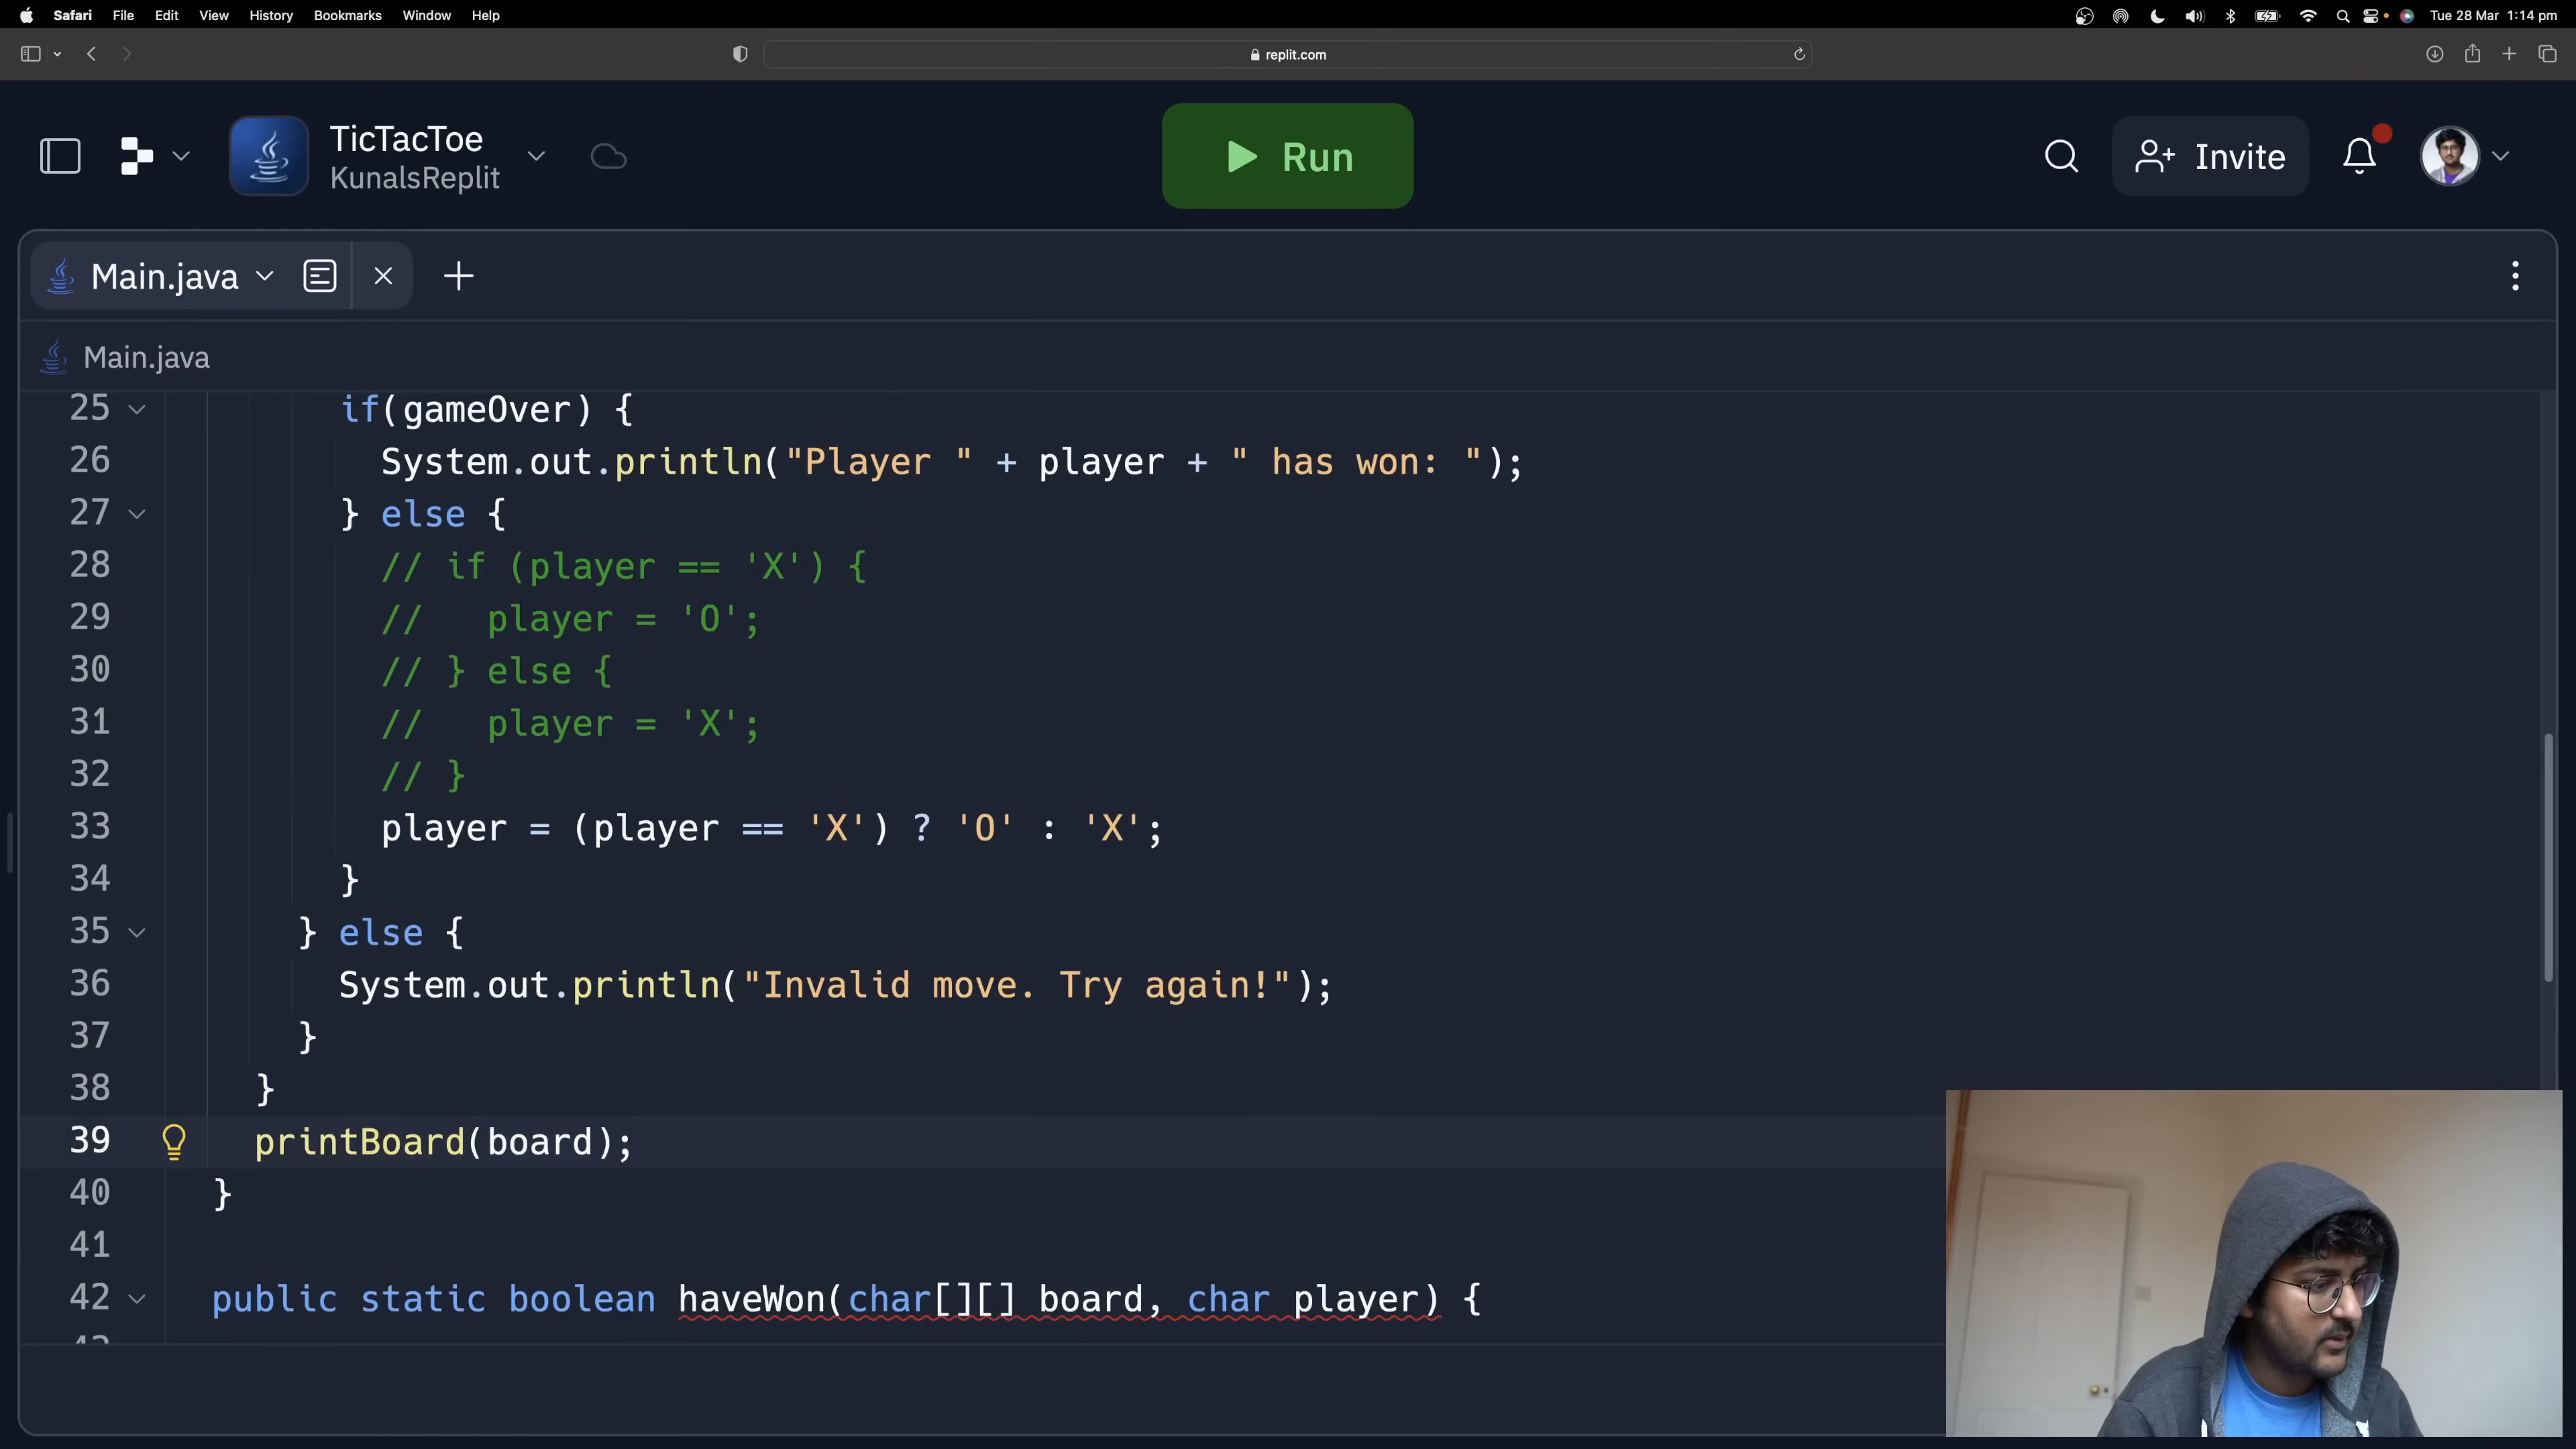 Safari File Edit View History Bookmarks Window Help Tue 28 Mar 1:14 pm
replit.com
TicTacToe
KunalsReplit
Run
Invite
Main.java
Main.java
25 if(gameOver) {
26 System.out.println("Player " + player + " has won: ");
27 } else {
28 // if (player == 'X') {
29 //   player = 'O';
30 // } else {
31 //   player = 'X';
32 // }
33 player = (player == 'X') ? 'O' : 'X';
34 }
35 } else {
36 System.out.println("Invalid move. Try again!");
37 }
38 }
39 printBoard(board);
40 }
41
42 public static boolean haveWon(char[][] board, char player) {